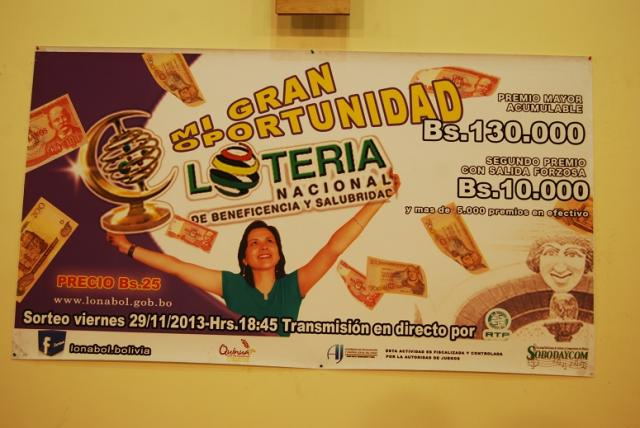 MI GRAN
OPORTUNIDAD
LOTERIA
NACIONAL
DE BENEFICENCIA Y SALUBRIDAD
PREMIO MAYOR
ACUMULABLE
Bs.130.000
SEGUNDO PREMIO
CON SALIDA FORZOSA
Bs.10.000
y mas de 5.000 premios en efectivo
PRECIO Bs.25
www.lonabol.gob.bo
Sorteo viernes 29/11/2013-Hrs.18:45 Transmisión en directo por
ATB
lonabol.bolivia
Quinua
AJ
ESTA ACTIVIDAD ES FISCALIZADA Y CONTROLADA
POR LA AUTORIDAD DE JUEGOS
SOBODAYCOM